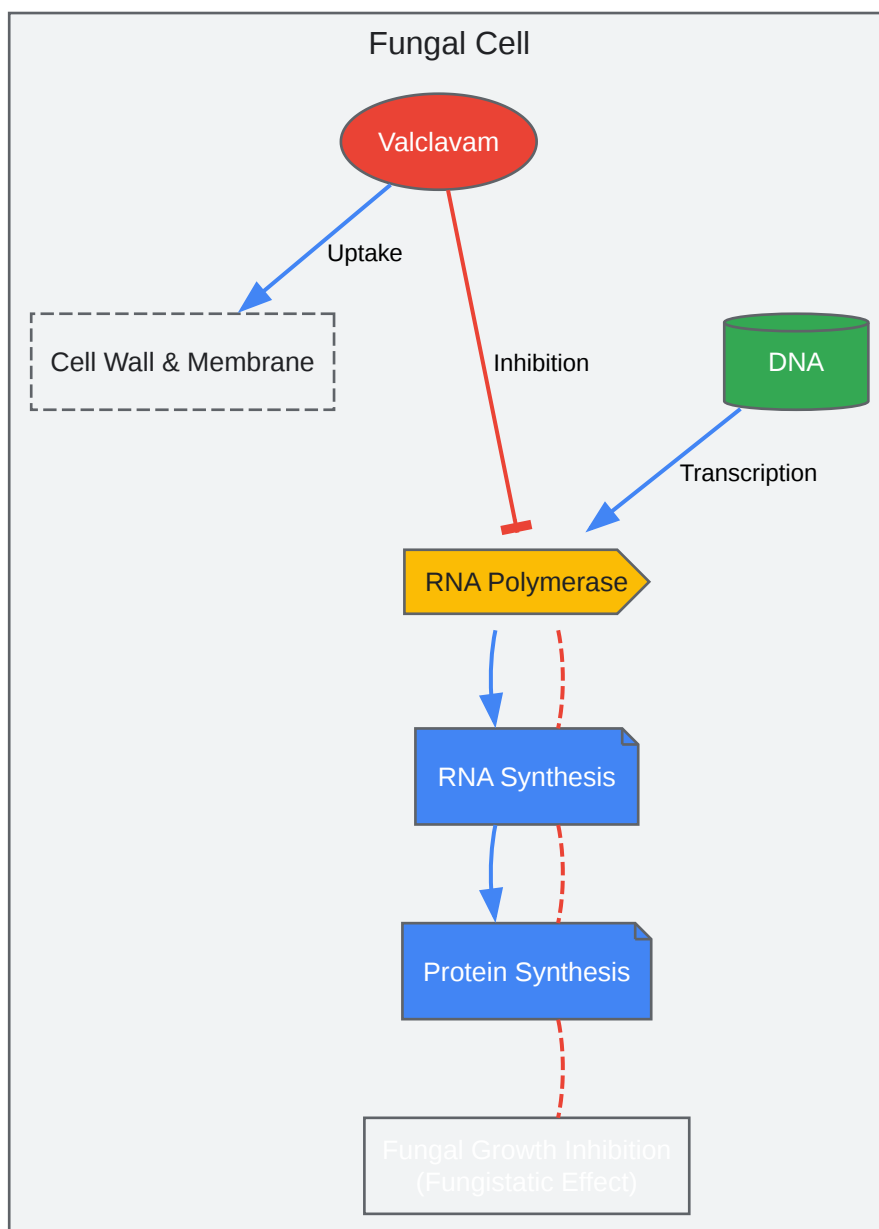 Fungal Cell
Valclavam
Uptake
Cell Wall & Membrane
Inhibition
DNA
Transcription
RNA Polymerase
RNA Synthesis
Protein Synthesis
Fungal Growth Inhibition
(Fungistatic Effect)